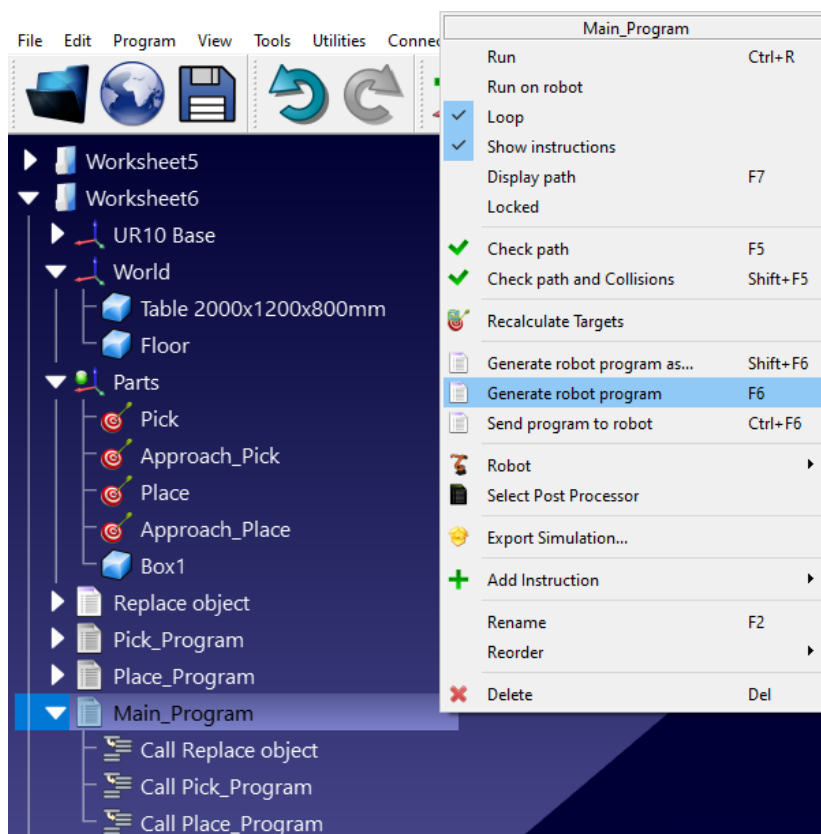 File Edit Program View Tools Utilities Connec
Worksheet5
Worksheet6
UR10 Base
World
Table 2000x1200x800mm
Floor
Parts
Pick
Approach_Pick
Place
Approach_Place
Box1
Replace object
Pick_Program
Place_Program
Main_Program
Call Replace object
Call Pick_Program
Call Place_Program
Main_Program
Run Ctrl+R
Run on robot
Loop
Show instructions
Display path F7
Locked
Check path F5
Check path and Collisions Shift+F5
Recalculate Targets
Generate robot program as... Shift+F6
Generate robot program F6
Send program to robot Ctrl+F6
Robot
Select Post Processor
Export Simulation...
Add Instruction
Rename F2
Reorder
Delete Del